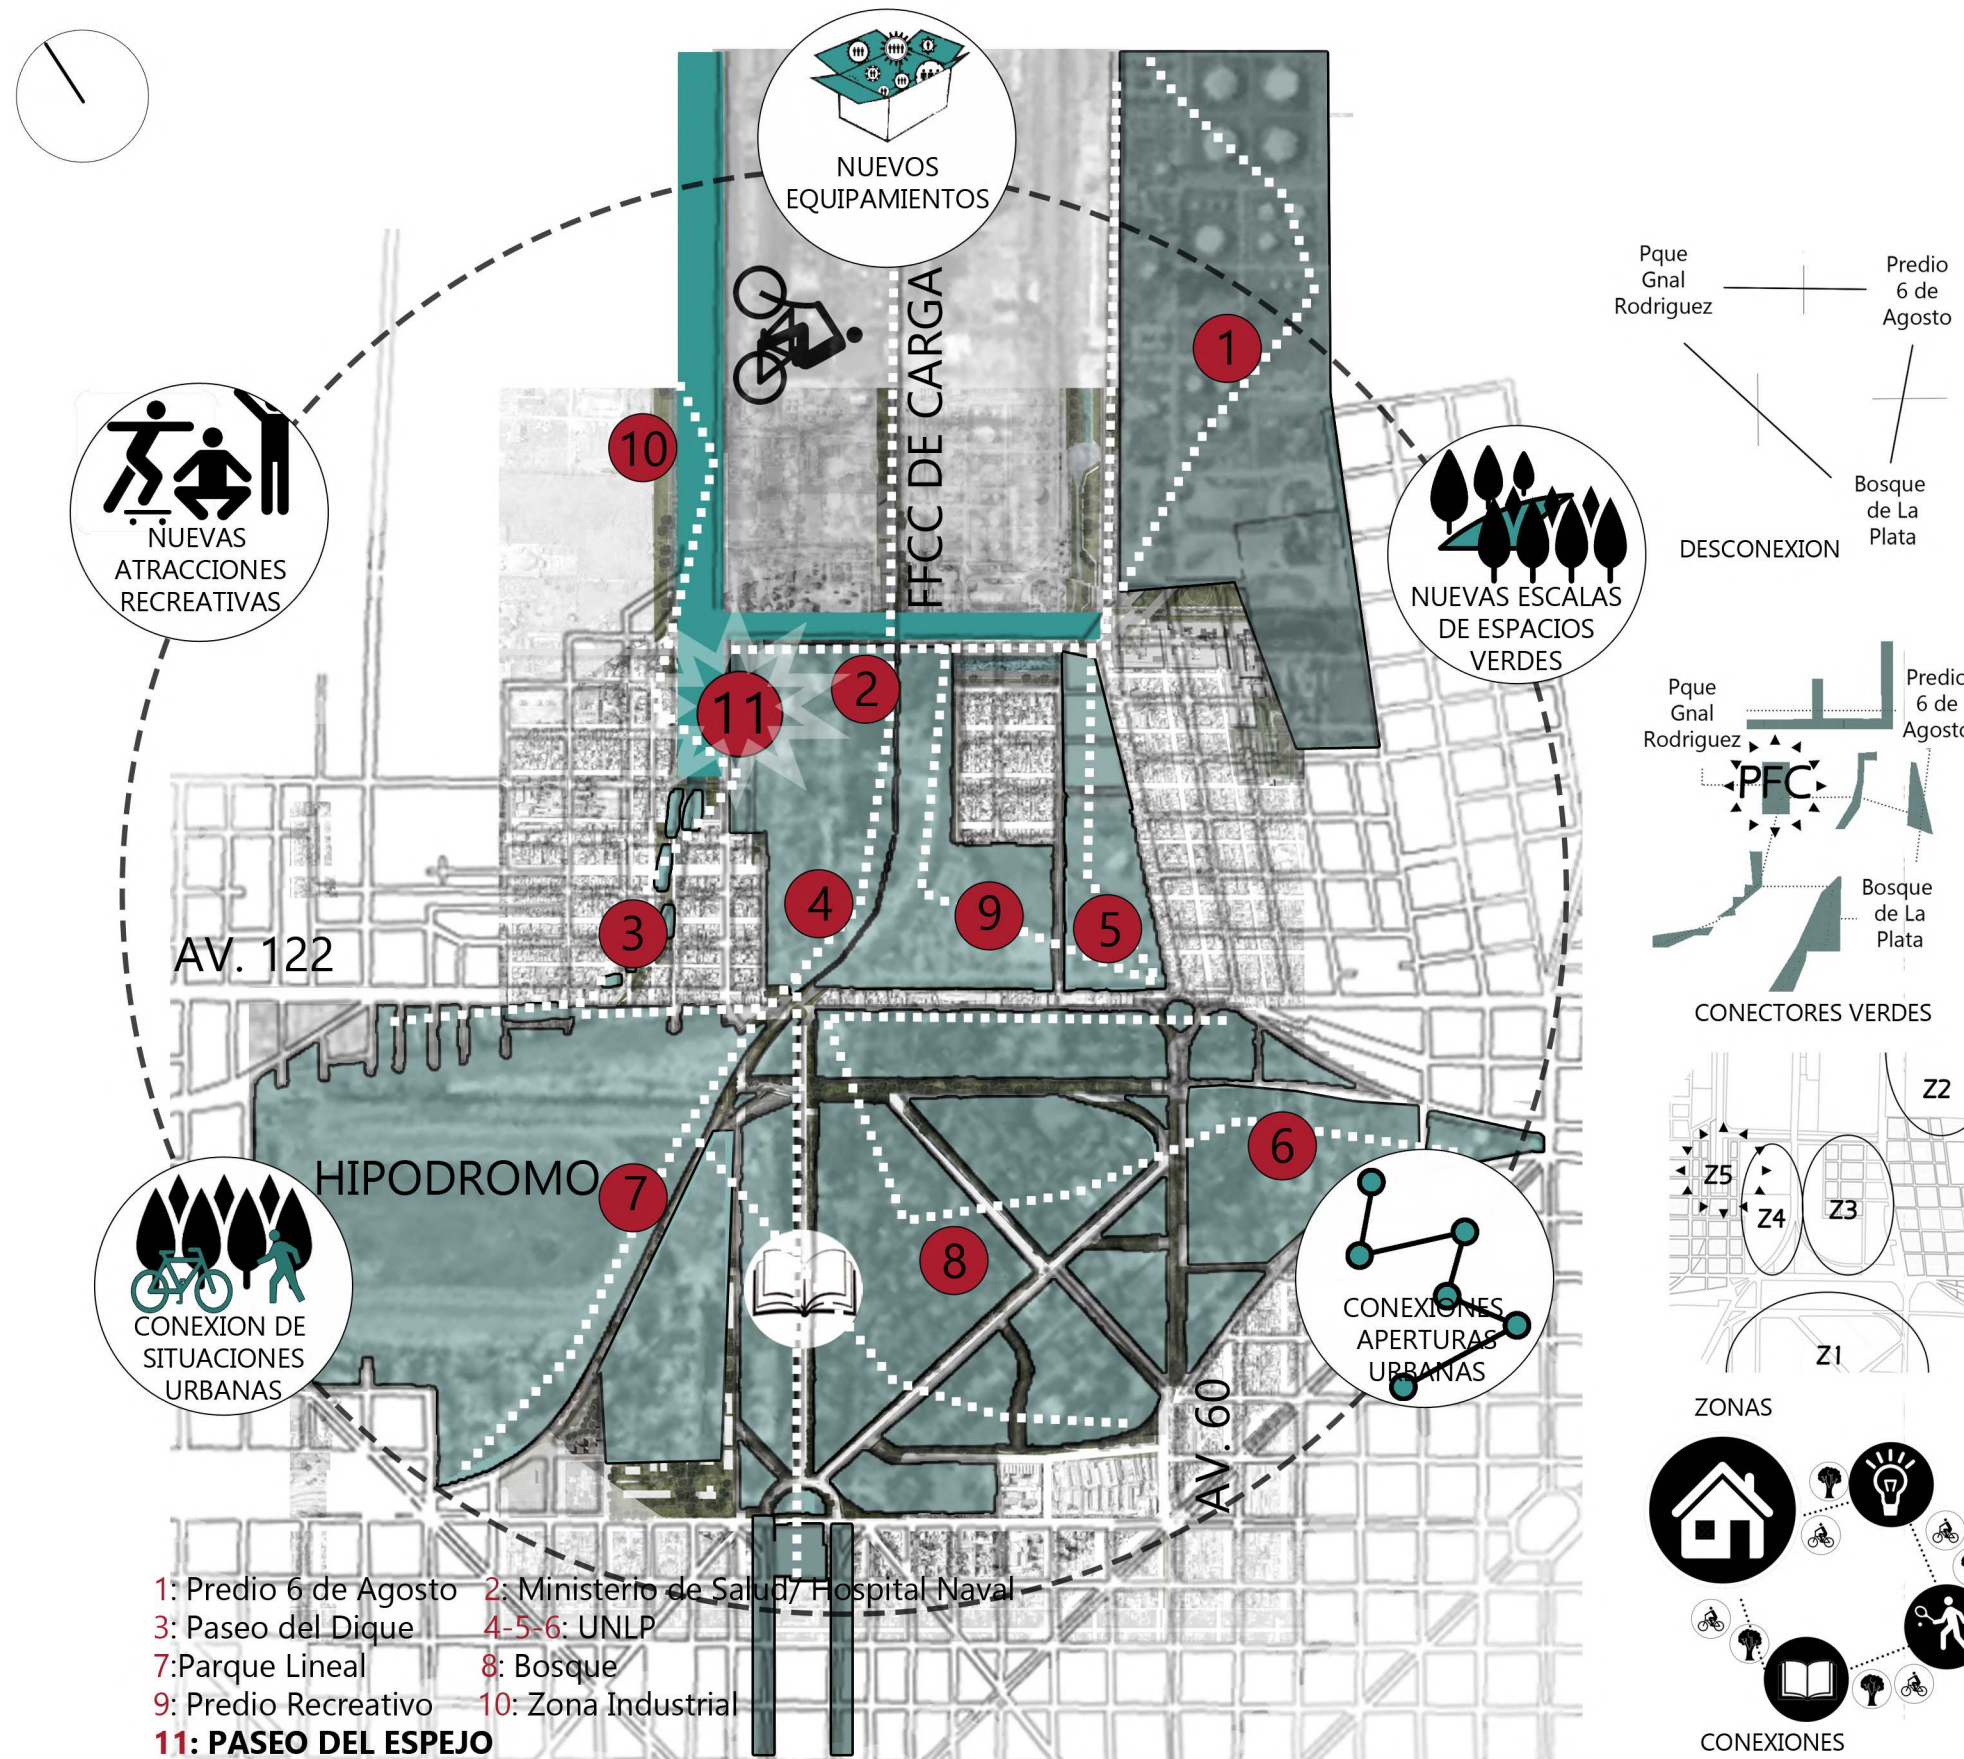 NUEVOS
EQUIPAMIENTOS
FFCC DE CARGA
1
10
NUEVAS
ATRACCIONES
RECREATIVAS
NUEVAS ESCALAS
DE ESPACIOS
VERDES
2
11
4
9
5
3
AV. 122
HIPODROMO
7
6
8
CONEXION DE
SITUACIONES
URBANAS
CONEXIONES
APERTURAS
URBANAS
AV. 60
1: Predio 6 de Agosto 2: Ministerio de Salud/ Hospital Naval
3: Paseo del Dique 4-5-6: UNLP
7:Parque Lineal 8: Bosque
9: Predio Recreativo 10: Zona Industrial
11: PASEO DEL ESPEJO
Pque
Gnal
Rodriguez
Predio
6 de
Agosto
Bosque
de La
Plata
DESCONEXION
Pque
Gnal
Rodriguez
Predio
6 de
Agosto
PFC
Bosque
de La
Plata
CONECTORES VERDES
Z2
Z5
Z4
Z3
Z1
ZONAS
CONEXIONES